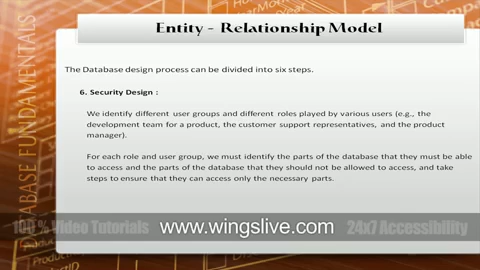 Entity - Relationship Model
The Database design process can be divided into six steps.
6. Security Design :
We identify different user groups and different roles played by various users (e.g., the
development team for a product, the customer support representatives, and the product
manager).
For each role and user group, we must identify the parts of the database that they must be able
to access and the parts of the database that they should not be allowed to access, and take
steps to ensure that they can access only the necessary parts.
DATABASE FUNDAMENTALS
100 % Video Tutorials
www.wingslive.com
24x7 Accessibility